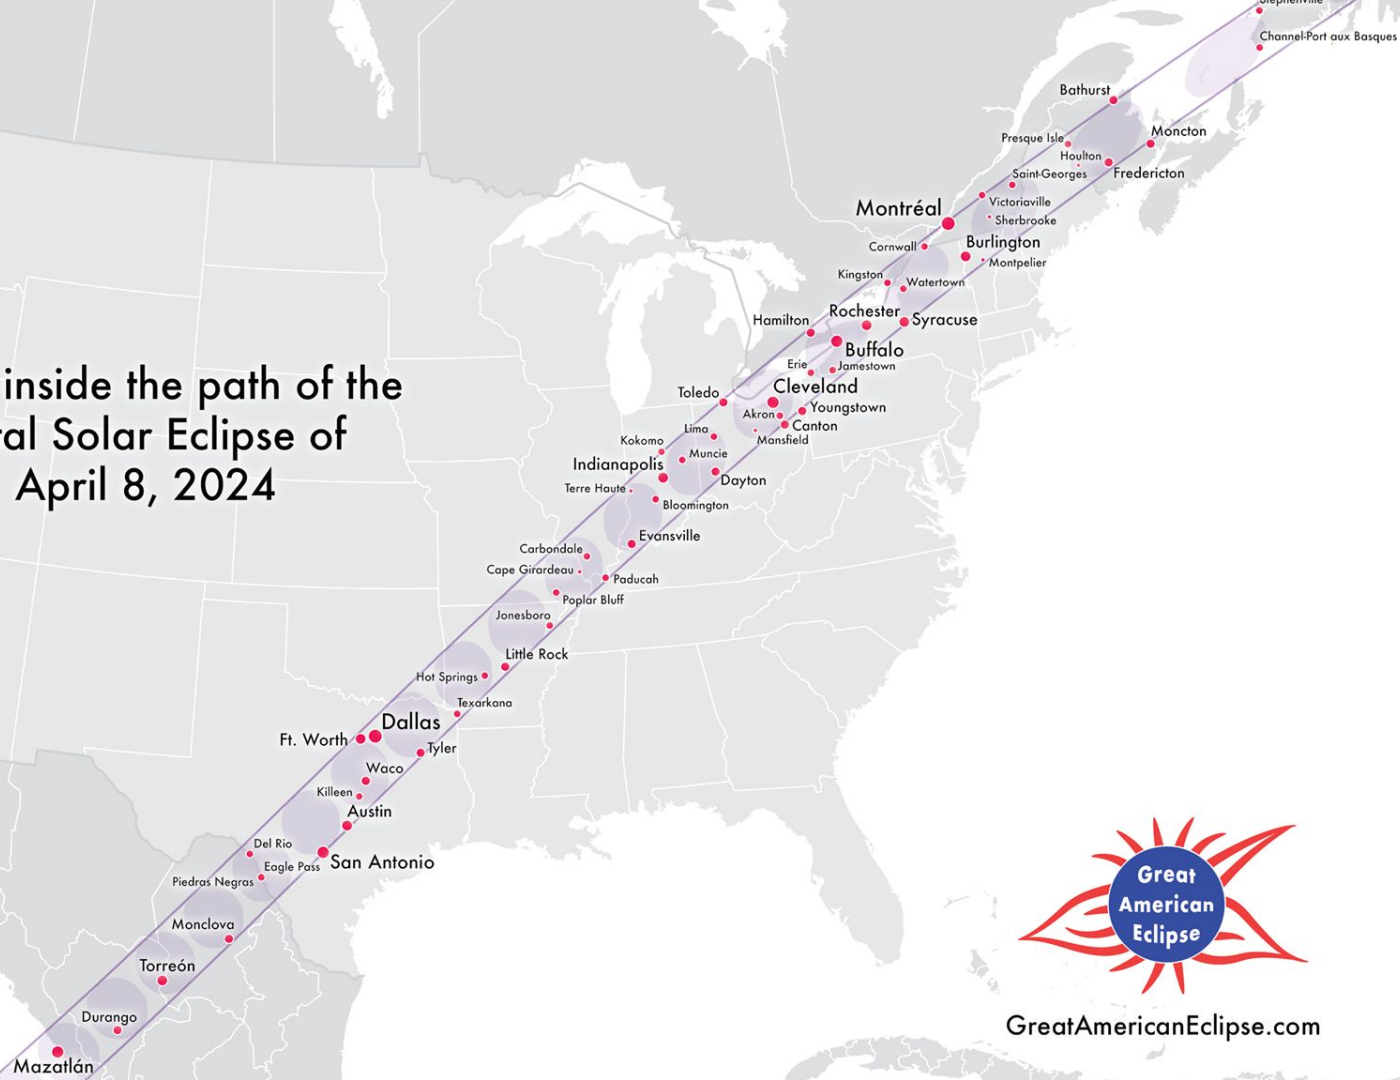 Stephenville
Channel-Port aux Basques
Bathurst
Moncton
Presque Isle
Houlton
Fredericton
Saint-Georges
Victoriaville
Montréal
Sherbrooke
Cornwall
Burlington
Montpelier
Kingston
Watertown
Hamilton
Rochester
Syracuse
Buffalo
Erie
Jamestown
Toledo
Cleveland
Akron
Youngstown
Canton
Lima
Mansfield
Kokomo
Muncie
Indianapolis
Dayton
Terre Haute
Bloomington
Evansville
Carbondale
Cape Girardeau
Paducah
Poplar Bluff
Jonesboro
Little Rock
Hot Springs
Texarkana
Dallas
Ft. Worth
Tyler
Waco
Killeen
Austin
Del Rio
San Antonio
Eagle Pass
Piedras Negras
Monclova
Torreón
Durango
Mazatlán
inside the path of the
al Solar Eclipse of
April 8, 2024
Great
American
Eclipse
GreatAmericanEclipse.com